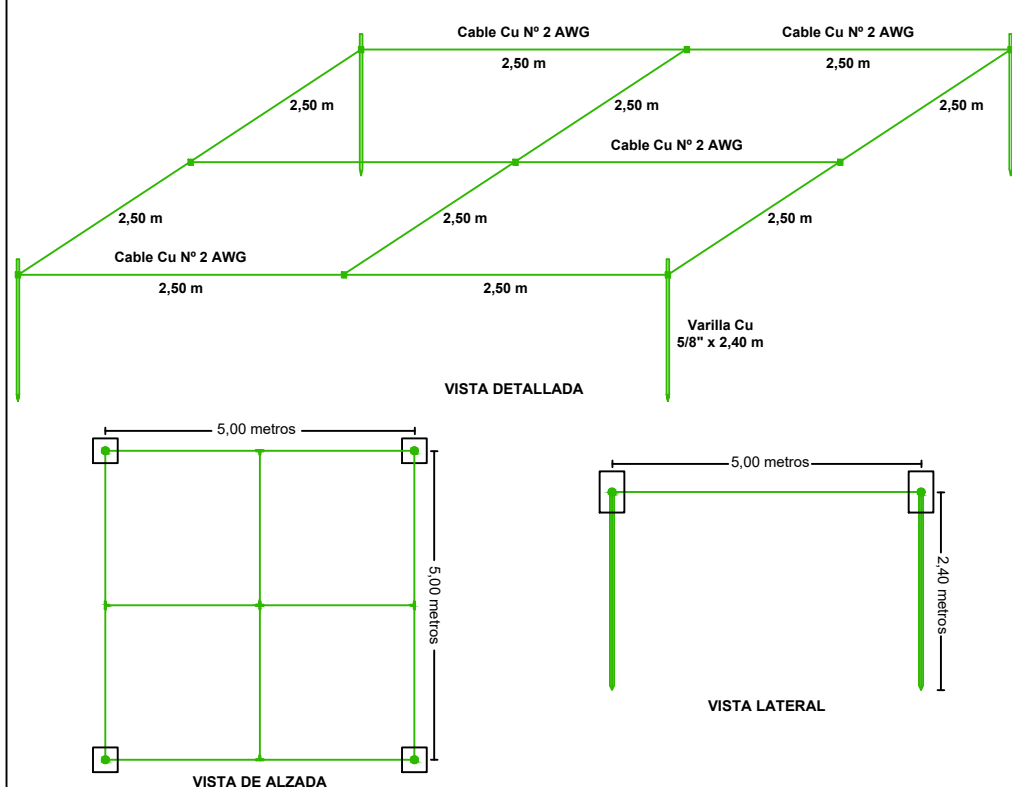 Cable Cu Nº 2 AWG
Cable Cu Nº 2 AWG
2,50 m
2,50 m
2,50 m
2,50 m
2,50 m
Cable Cu Nº 2 AWG
2,50 m
2,50 m
2,50 m
Cable Cu Nº 2 AWG
2,50 m
2,50 m
Varilla Cu
5/8" x 2,40 m
VISTA DETALLADA
5,00 metros
5,00 metros
VISTA DE ALZADA
5,00 metros
2,40 metros
VISTA LATERAL